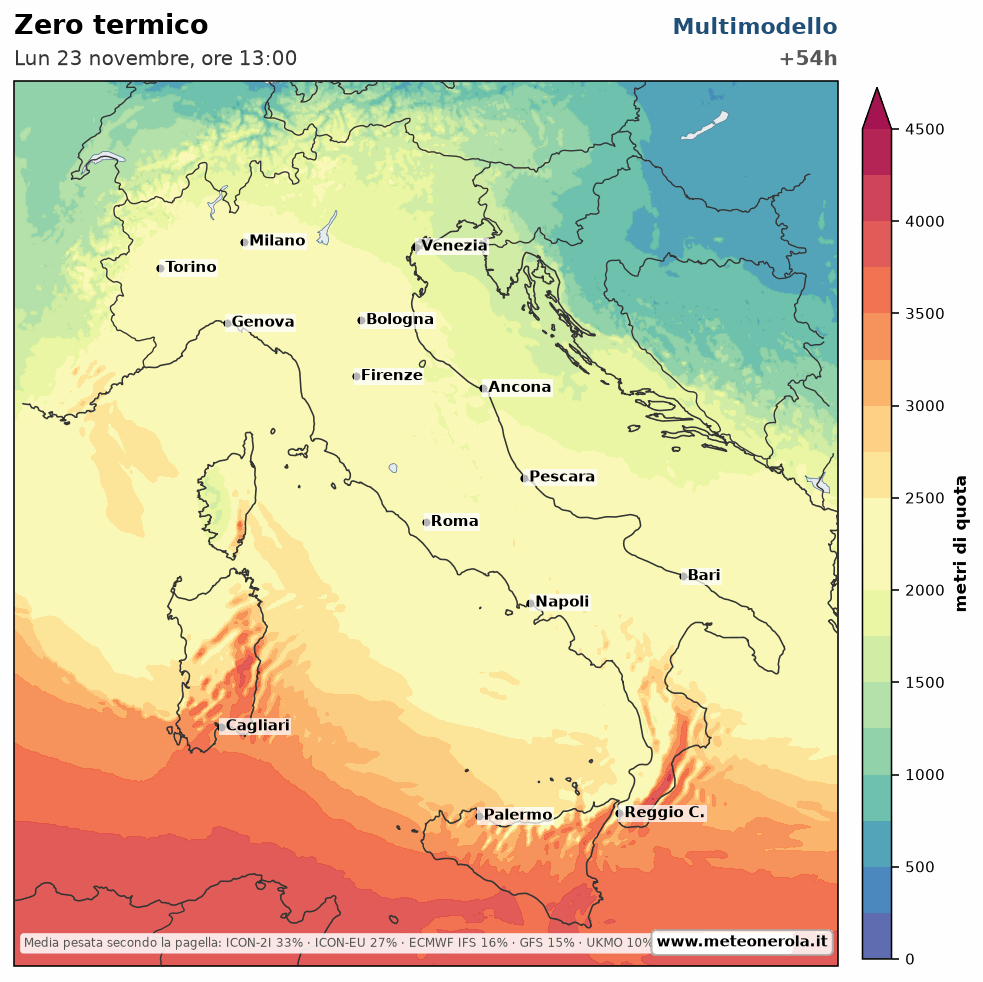 Zero termico
Multimodello
Lun 23 novembre, ore 13:00
+54h
4500
4000
3500
3000
2500
2000
1500
1000
500
0
metri di quota
Milano
Venezia
Torino
Genova
Bologna
Firenze
Ancona
Pescara
Roma
Bari
Napoli
Cagliari
Palermo
Reggio C.
Media pesata secondo la pagella: ICON-2I 33% · ICON-EU 27% · ECMWF IFS 16% · GFS 15% · UKMO 10%
www.meteonerola.it